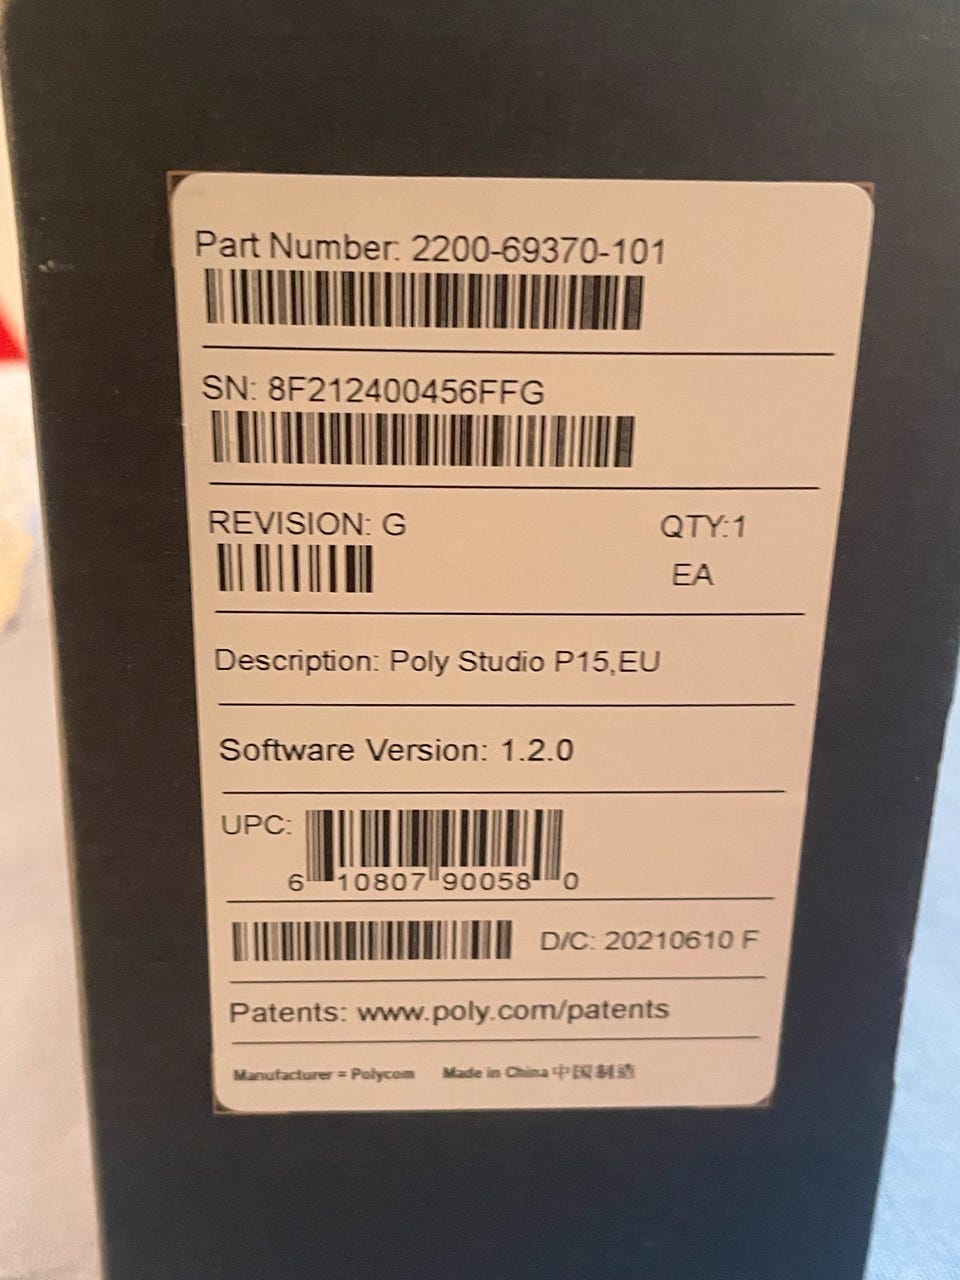 Part Number: 2200-69370-101
SN: 8F212400456FFG
REVISION: G QTY:1
EA
Description: Poly Studio P15,EU
Software Version: 1.2.0
UPC:
6 10807 90058 0
D/C: 20210610 F
Patents: www.poly.com/patents
Manufacturer = Polycom Made in China 中国制造